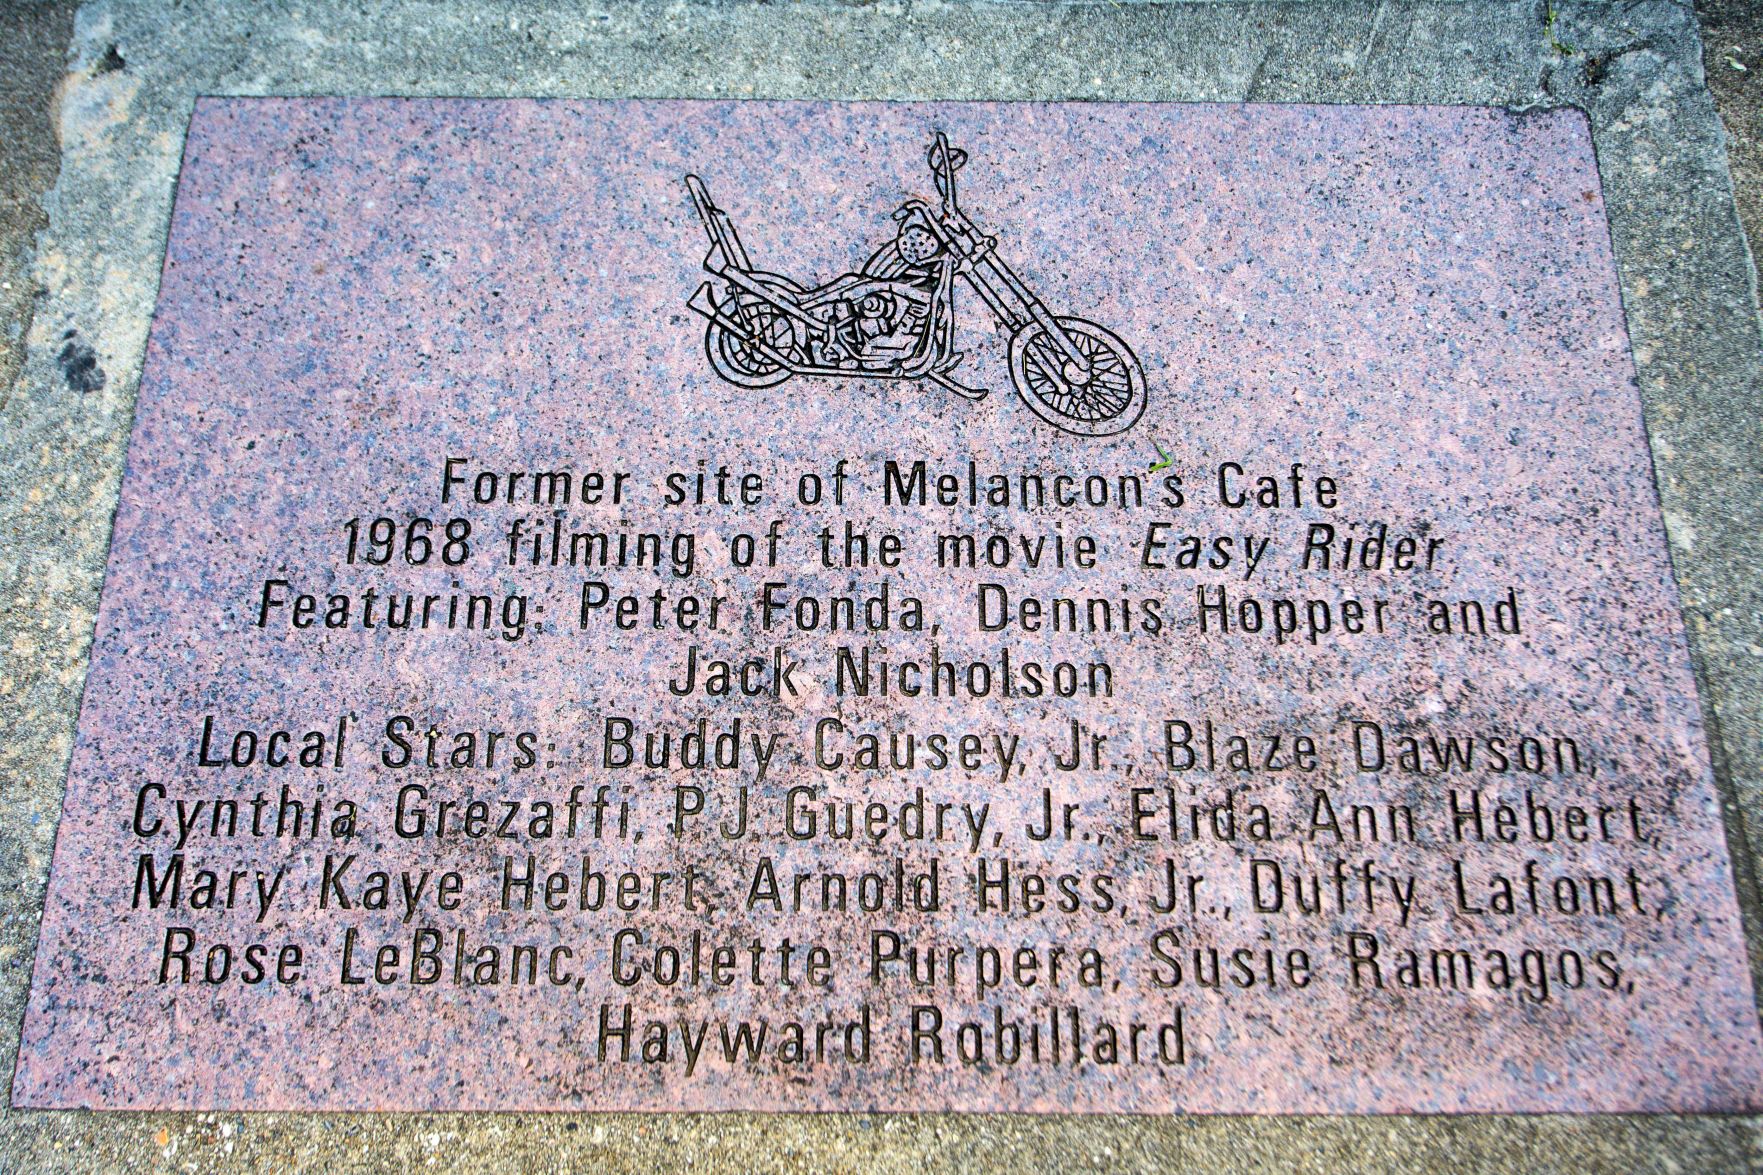 Former site of Melancon's Cafe
1968 filming of the movie Easy Rider
Featuring: Peter Fonda, Dennis Hopper and
Jack Nicholson
Local Stars: Buddy Causey, Jr., Blaze Dawson,
Cynthia Grezaffi, P.J. Guedry, Jr., Elida Ann Hebert,
Mary Kaye Hebert, Arnold Hess, Jr., Duffy Lafont,
Rose LeBlanc, Colette Purpera, Susie Ramagos,
Hayward Robillard